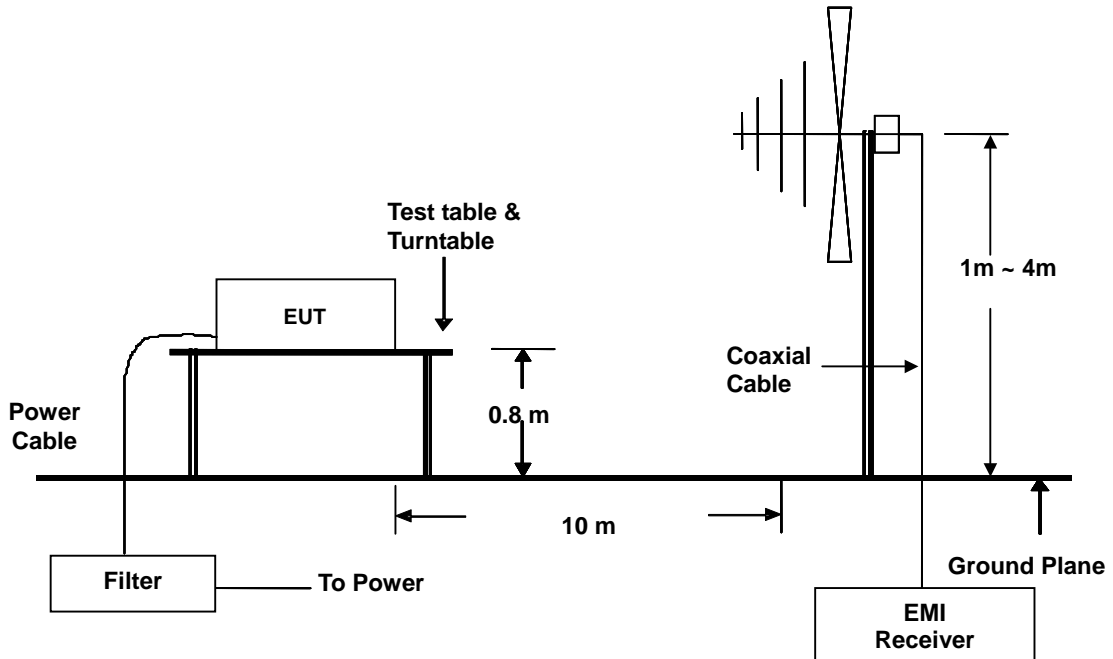 Test table &
Turntable
EUT
1m ~ 4m
Coaxial
Cable
0.8 m
Power
Cable
10 m
Filter
To Power
Ground Plane
EMI
Receiver